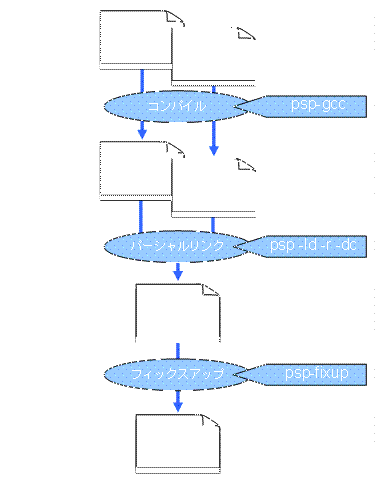 コンパイル
psp-gcc
パーシャルリンク
psp -ld -r -dc
フィックスアップ
psp-fixup